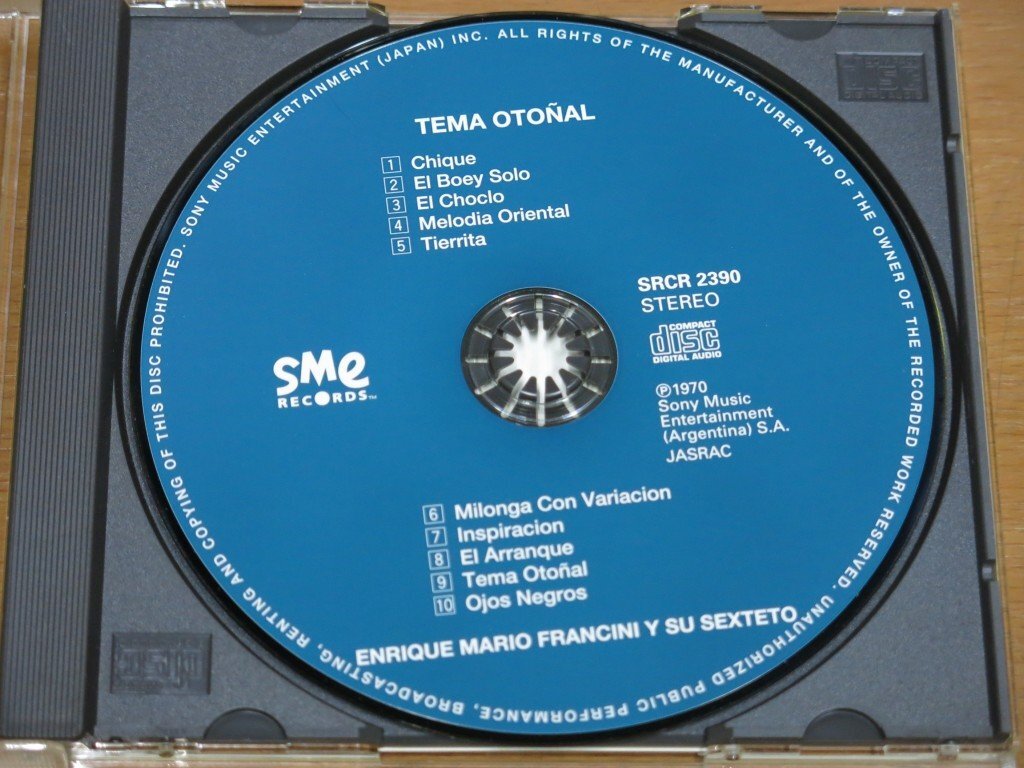 TEMA OTOÑAL
1 Chique
2 El Boey Solo
3 El Choclo
4 Melodia Oriental
5 Tierrita
SRCR 2390
STEREO
COMPACT
disc
DIGITAL AUDIO
SMe
RECORDS™
Ⓟ1970
Sony Music
Entertainment
(Argentina) S.A.
JASRAC
6 Milonga Con Variacion
7 Inspiracion
8 El Arranque
9 Tema Otoñal
10 Ojos Negros
ENRIQUE MARIO FRANCINI Y SU SEXTETO
SONY MUSIC ENTERTAINMENT (JAPAN) INC. ALL RIGHTS OF THE MANUFACTURER AND OF THE OWNER OF THE RECORDED WORK RESERVED. UNAUTHORIZED PUBLIC PERFORMANCE, BROADCASTING, RENTING AND COPYING OF THIS DISC PROHIBITED.